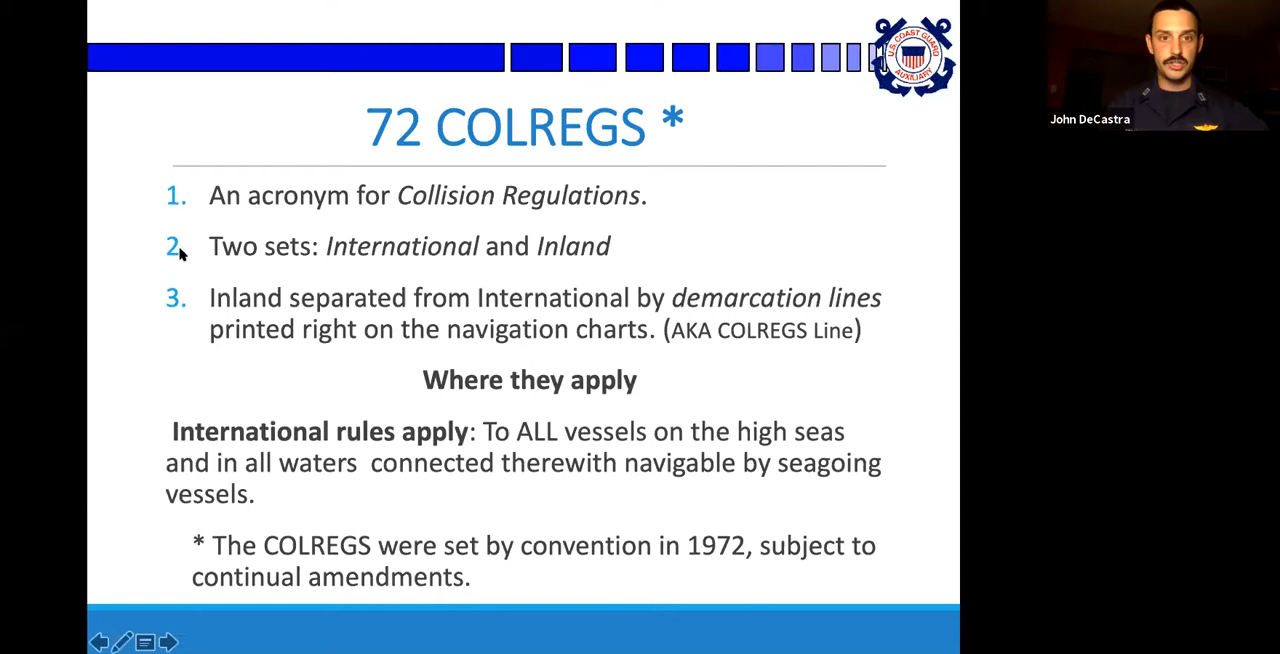 U.S. COAST GUARD
AUXILIARY
John DeCastra
72 COLREGS *
1. An acronym for Collision Regulations.
2. Two sets: International and Inland
3. Inland separated from International by demarcation lines
printed right on the navigation charts. (AKA COLREGS Line)
Where they apply
International rules apply: To ALL vessels on the high seas
and in all waters connected therewith navigable by seagoing
vessels.
* The COLREGS were set by convention in 1972, subject to
continual amendments.